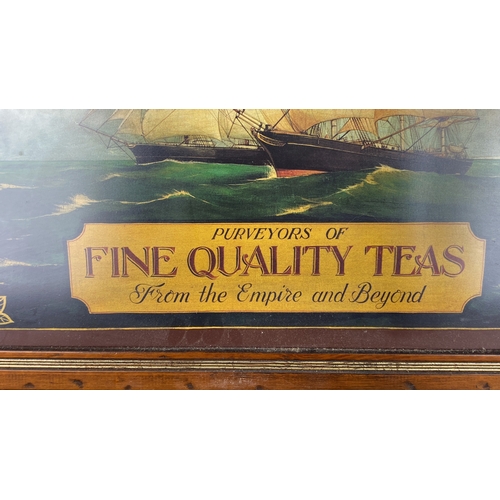 PURVEYORS OF
FINE QUALITY TEAS
From the Empire and Beyond